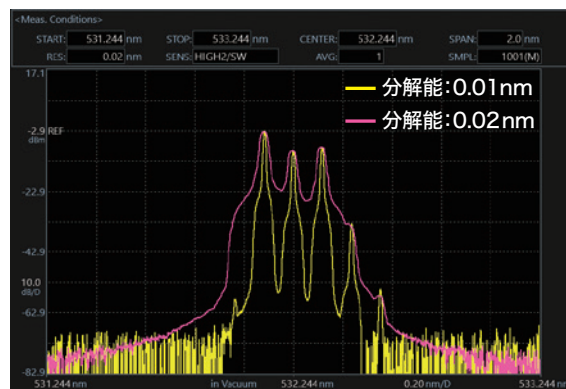 <Meas. Conditions>
START: 531.244 nm STOP: 533.244 nm CENTER: 532.244 nm SPAN: 2.0 nm
RES: 0.02 nm SENS: HIGH2/SW AVG: 1 SMPL: 1001(M)
17.1
分解能:0.01nm
分解能:0.02nm
-2.9 REF
dBm
-22.9
-42.9
10.0
dB/D
-62.9
-82.9
531.244 nm in Vacuum 532.244 nm 0.20 nm/D 533.244 nm